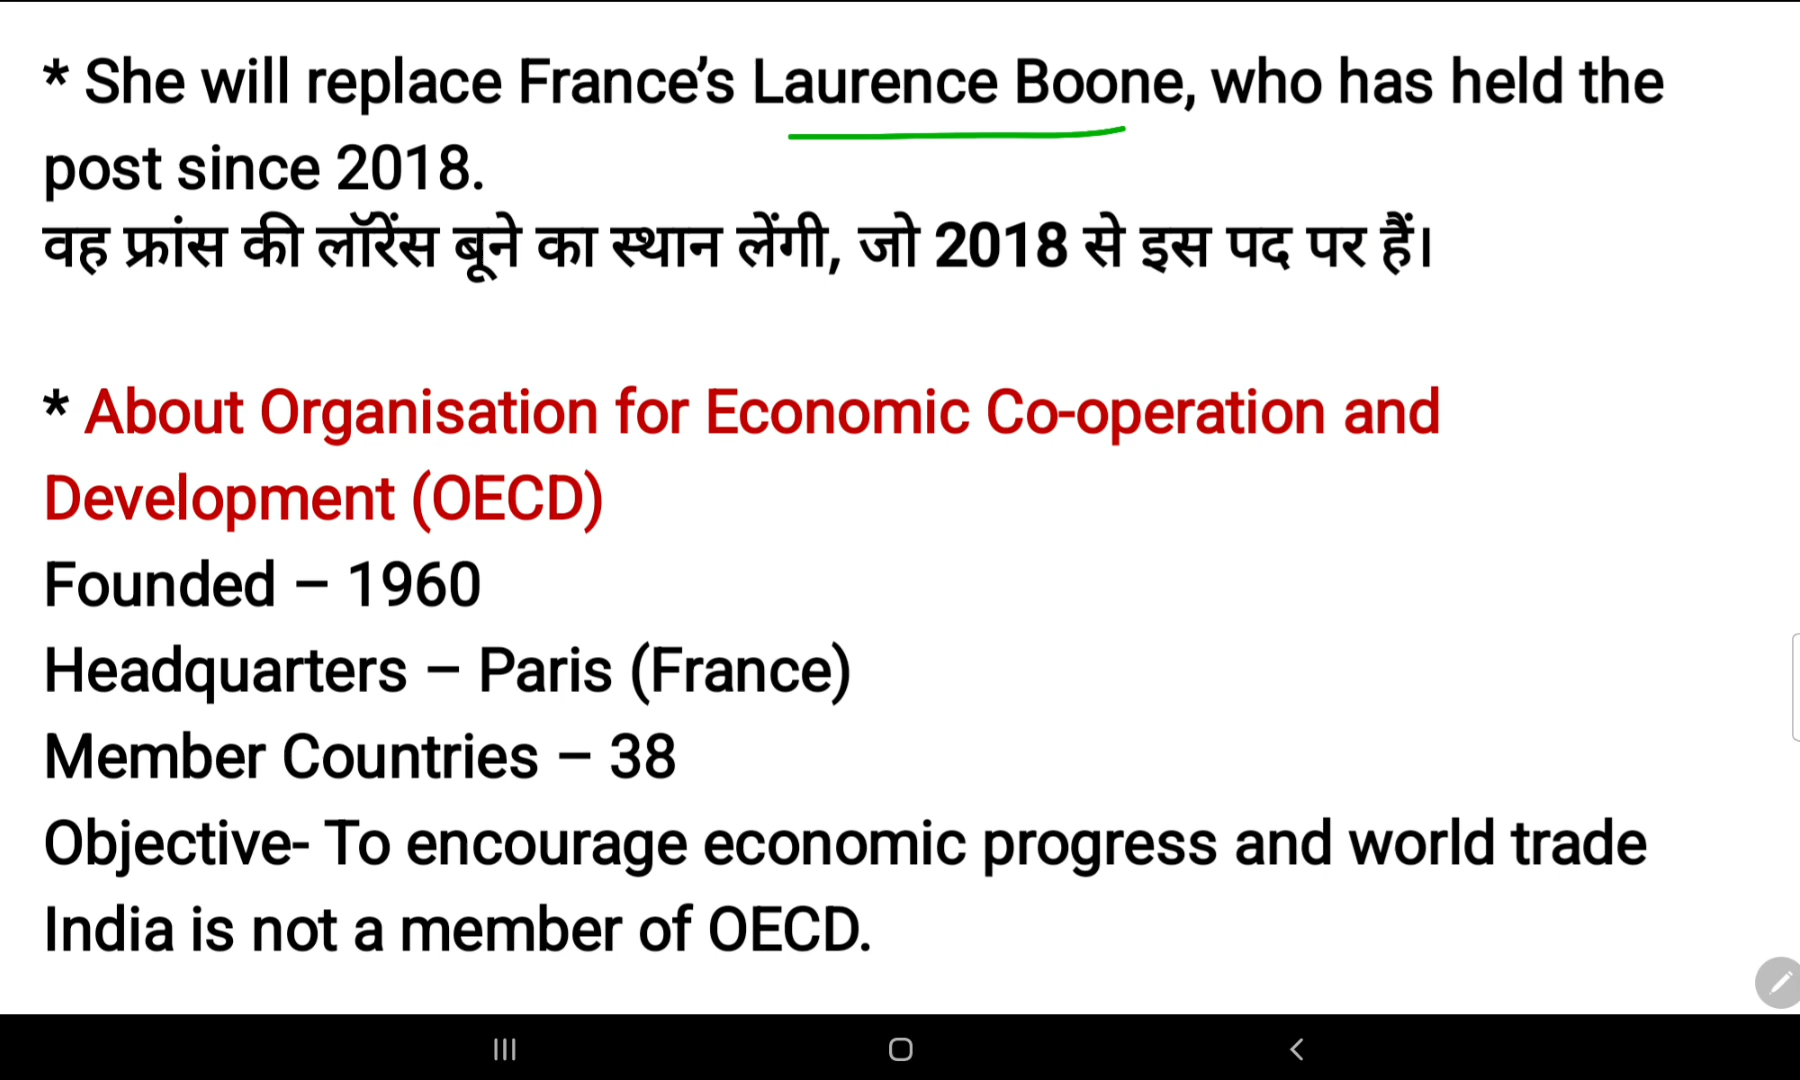 * She will replace France’s Laurence Boone, who has held the
post since 2018.
वह फ्रांस की लॉरेंस बूने का स्थान लेंगी, जो 2018 से इस पद पर हैं।
* About Organisation for Economic Co-operation and
Development (OECD)
Founded – 1960
Headquarters – Paris (France)
Member Countries – 38
Objective- To encourage economic progress and world trade
India is not a member of OECD.